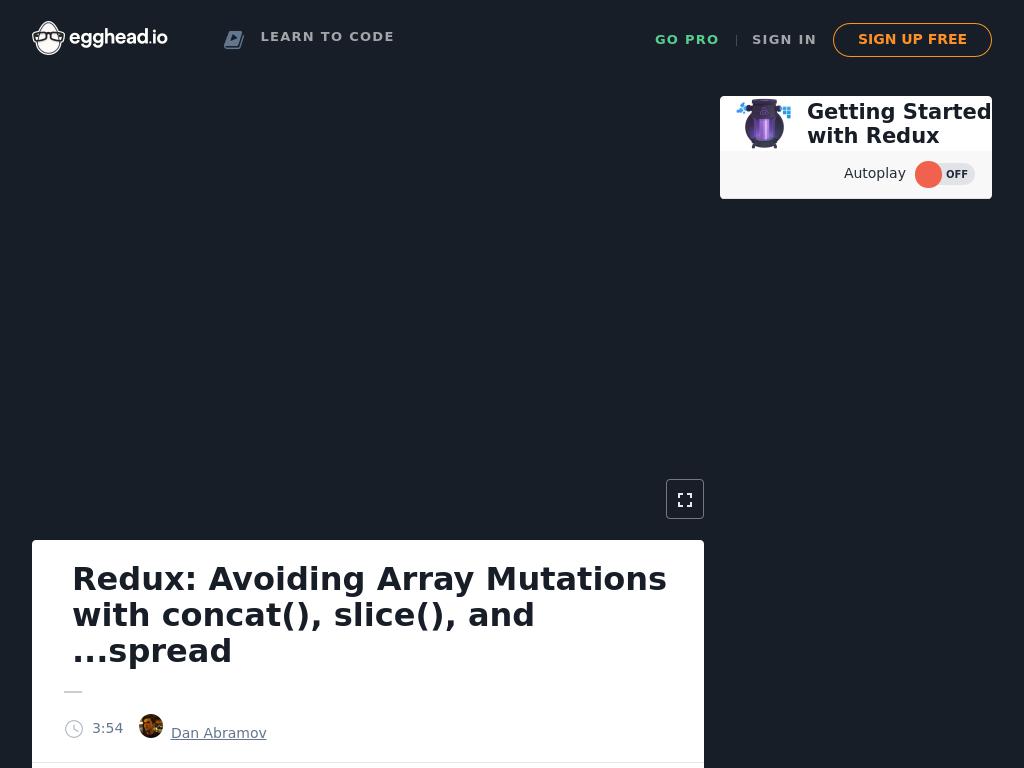 egghead.io
LEARN TO CODE
GO PRO
SIGN IN
SIGN UP FREE
Getting Started
with Redux
Autoplay
OFF
Redux: Avoiding Array Mutations
with concat(), slice(), and
...spread
3:54
Dan Abramov